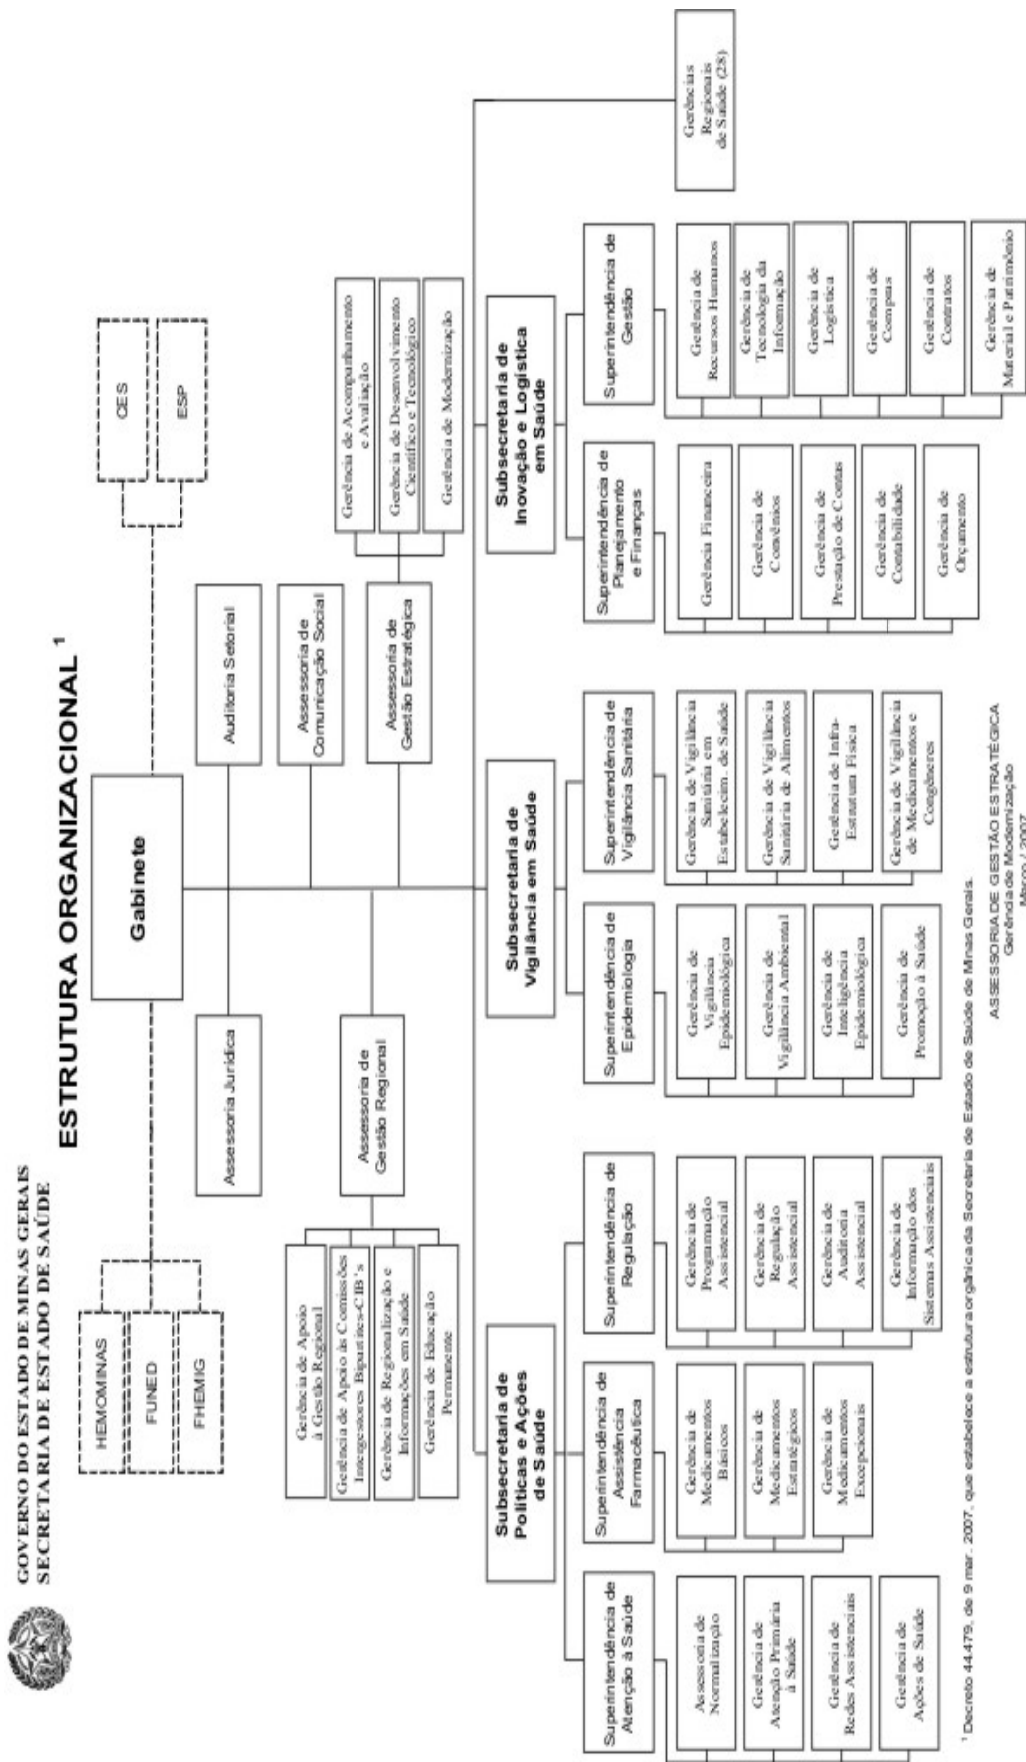 GOVERNO DO ESTADO DE MINAS GERAIS
SECRETARIA DE ESTADO DE SAÚDE
ESTRUTURA ORGANIZACIONAL ¹
HEMOMINAS
FUNED
FHEMIG
Gabinete
CES
ESP
Assessoria Jurídica
Auditoria Setorial
Assessoria de
Comunicação Social
Assessoria de
Gestão Regional
Assessoria de
Gestão Estratégica
Gerência de Apoio
à Gestão Regional
Gerência de Apoio às Comissões
Intergestores Bipartites-CIB's
Gerência de Regionalização e
Informações em Saúde
Gerência de Educação
Permanente
Gerência de Acompanhamento
e Avaliação
Gerência de Desenvolvimento
Científico e Tecnológico
Gerência de Modernização
Subsecretaria de
Políticas e Ações
de Saúde
Subsecretaria de
Vigilância em Saúde
Subsecretaria de
Inovação e Logística
em Saúde
Superintendência de
Atenção à Saúde
Assessoria de
Normalização
Gerência de
Atenção Primária
à Saúde
Gerência de
Redes Assistenciais
Gerência de
Ações de Saúde
Superintendência de
Assistência
Farmacêutica
Gerência de
Medicamentos
Básicos
Gerência de
Medicamentos
Estratégicos
Gerência de
Medicamentos
Excepcionais
Superintendência de
Regulação
Gerência de
Programação
Assistencial
Gerência de
Regulação
Assistencial
Gerência de
Auditoria
Assistencial
Gerência de
Informação dos
Sistemas Assistenciais
Superintendência de
Epidemiologia
Gerência de
Vigilância
Epidemiológica
Gerência de
Vigilância Ambiental
Gerência de
Inteligência
Epidemiológica
Gerência de
Promoção à Saúde
Superintendência de
Vigilância Sanitária
Gerência de Vigilância
Sanitária em
Estabelecim. de Saúde
Gerência de Vigilância
Sanitária de Alimentos
Gerência de Infra-
Estrutura Física
Gerência de Vigilância
de Medicamentos e
Congêneres
Superintendência de
Planejamento
e Finanças
Gerência Financeira
Gerência de
Convênios
Gerência de
Prestação de Contas
Gerência de
Contabilidade
Gerência de
Orçamento
Superintendência de
Gestão
Gerência de
Recursos Humanos
Gerência de
Tecnologia da
Informação
Gerência de
Logística
Gerência de
Compras
Gerência de
Contratos
Gerência de
Material e Patrimônio
Gerências
Regionais
de Saúde (28)
¹ Decreto 44.479, de 9 mar. 2007, que estabelece a estrutura orgânica da Secretaria de Estado de Saúde de Minas Gerais.
ASSESSORIA DE GESTÃO ESTRATÉGICA
Gerência de Modernização
Março / 2007